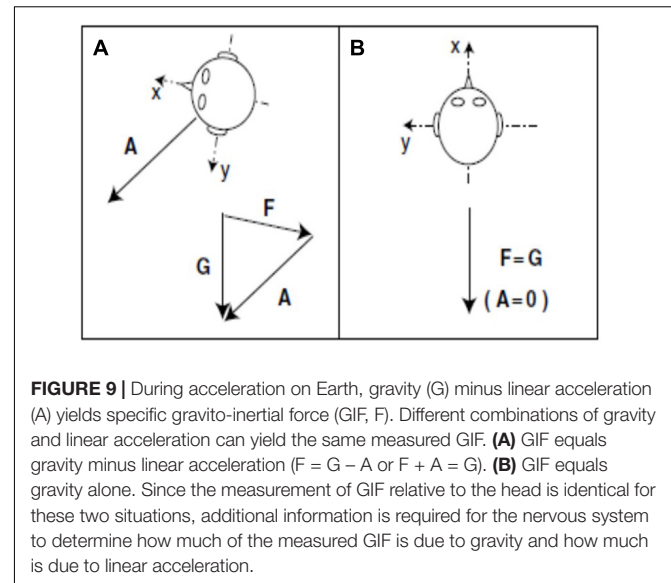 A
B
x
x
A
y
y
F
G
A
F=G
(A=0)
FIGURE 9 | During acceleration on Earth, gravity (G) minus linear acceleration
(A) yields specific gravito-inertial force (GIF, F). Different combinations of gravity
and linear acceleration can yield the same measured GIF. (A) GIF equals
gravity minus linear acceleration (F = G – A or F + A = G). (B) GIF equals
gravity alone. Since the measurement of GIF relative to the head is identical for
these two situations, additional information is required for the nervous system
to determine how much of the measured GIF is due to gravity and how much
is due to linear acceleration.